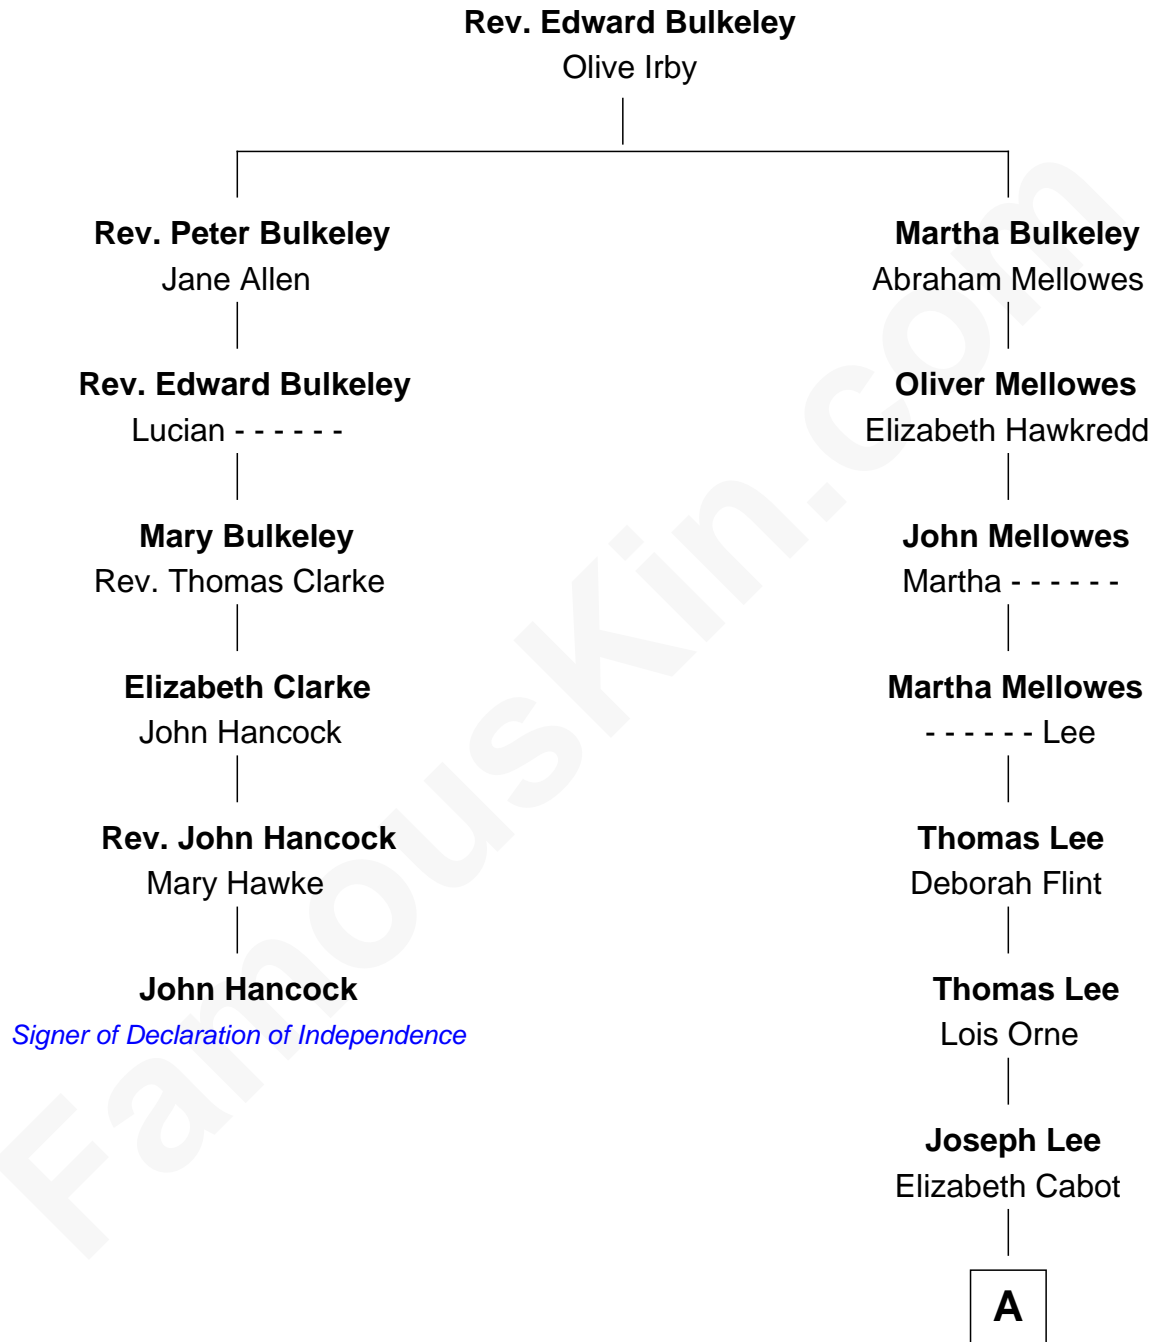 Rev. Edward Bulkeley
Olive Irby
Rev. Peter Bulkeley
Jane Allen
Martha Bulkeley
Abraham Mellowes
Rev. Edward Bulkeley
Lucian - - - - - -
Oliver Mellowes
Elizabeth Hawkredd
Mary Bulkeley
Rev. Thomas Clarke
John Mellowes
Martha - - - - - -
Elizabeth Clarke
John Hancock
Martha Mellowes
- - - - - - Lee
Rev. John Hancock
Mary Hawke
Thomas Lee
Deborah Flint
John Hancock
Signer of Declaration of Independence
Thomas Lee
Lois Orne
Joseph Lee
Elizabeth Cabot
A
FamousKin.com